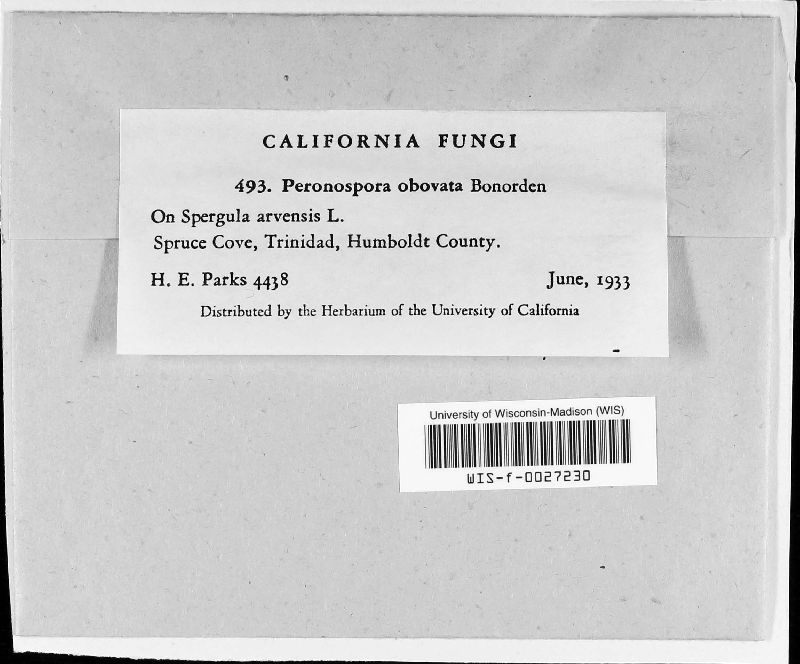 CALIFORNIA FUNGI
493. Peronospora obovata Bonorden
On Spergula arvensis L.
Spruce Cove, Trinidad, Humboldt County.
H. E. Parks 4438 June, 1933
Distributed by the Herbarium of the University of California
University of Wisconsin-Madison (WIS)
WIS-f-0027230